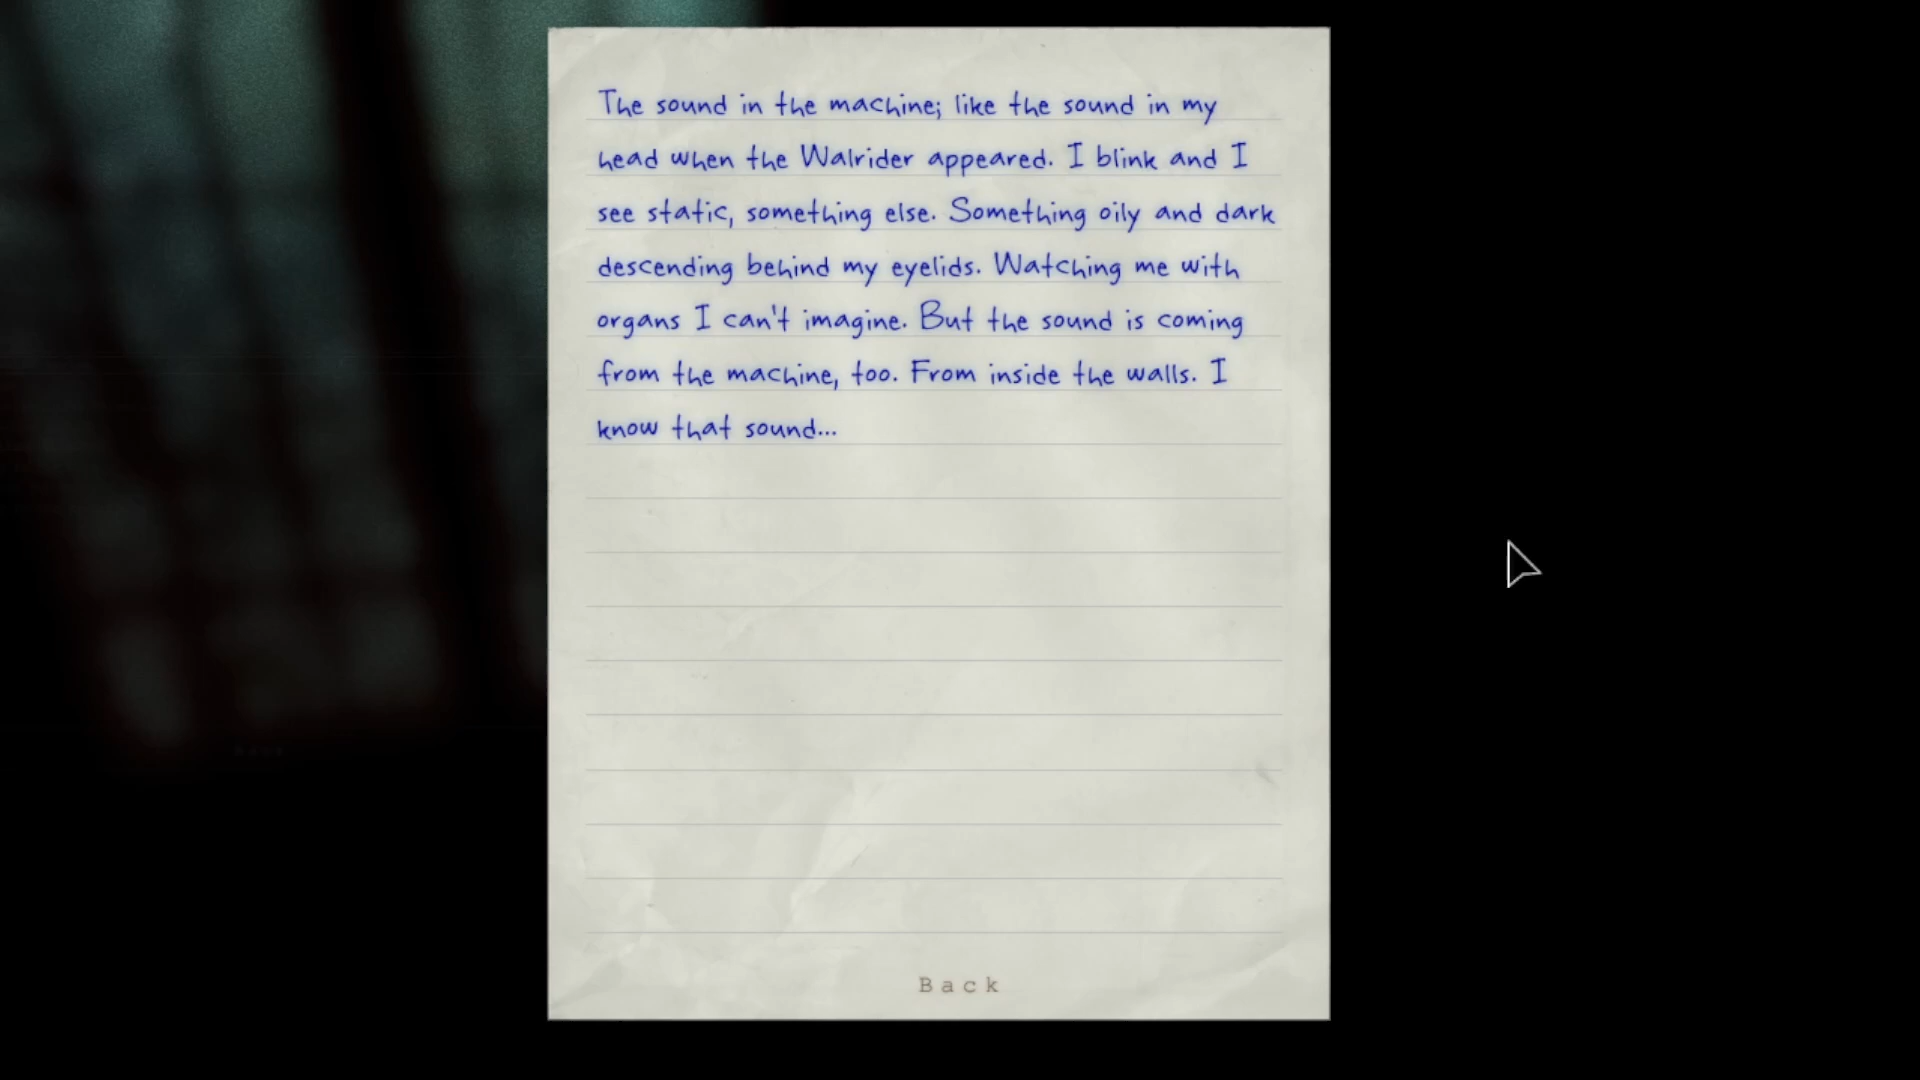 The sound in the machine; like the sound in my
head when the Walrider appeared. I blink and I
see static, something else. Something oily and dark
descending behind my eyelids. Watching me with
organs I can't imagine. But the sound is coming
from the machine, too. From inside the walls. I
know that sound...
Back